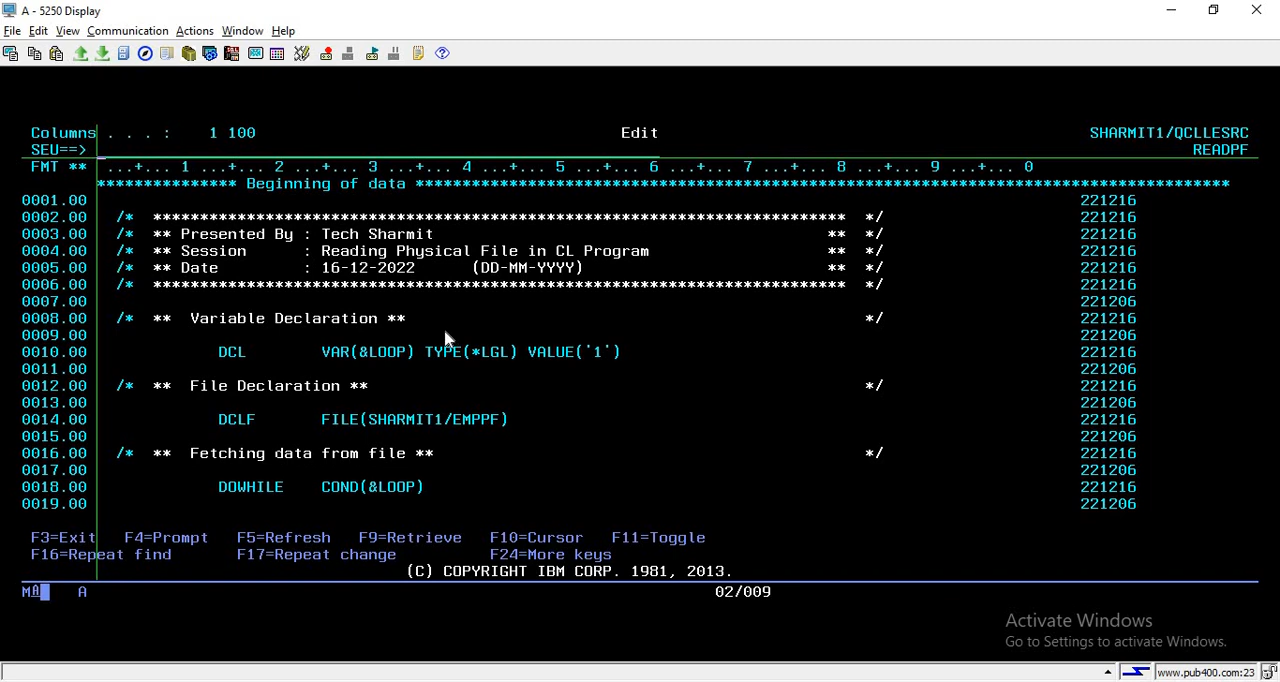 A - 5250 Display
File Edit View Communication Actions Window Help
Columns . . . :    1 100                                        Edit                                        SHARMIT1/QCLLESRC
SEU==>                                                                                                      READPF
FMT **  ...+... 1 ...+... 2 ...+... 3 ...+... 4 ...+... 5 ...+... 6 ...+... 7 ...+... 8 ...+... 9 ...+... 0
*************** Beginning of data ***************************************************************************************
0001.00 221216
0002.00 /*  **************************************************************************  */ 221216
0003.00 /*  ** Presented By : Tech Sharmit                                          **  */ 221216
0004.00 /*  ** Session      : Reading Physical File in CL Program                   **  */ 221216
0005.00 /*  ** Date         : 16-12-2022      (DD-MM-YYYY)                          **  */ 221216
0006.00 /*  **************************************************************************  */ 221216
0007.00 221206
0008.00 /*  **  Variable Declaration **                                                 */ 221216
0009.00 221206
0010.00 DCL        VAR(&LOOP) TYPE(*LGL) VALUE('1') 221216
0011.00 221206
0012.00 /*  **  File Declaration **                                                     */ 221216
0013.00 221206
0014.00 DCLF       FILE(SHARMIT1/EMPPF) 221216
0015.00 221206
0016.00 /*  **  Fetching data from file **                                              */ 221216
0017.00 221206
0018.00 DOWHILE    COND(&LOOP) 221216
0019.00 221206
F3=Exit   F4=Prompt   F5=Refresh   F9=Retrieve   F10=Cursor   F11=Toggle
F16=Repeat find       F17=Repeat change          F24=More keys
(C) COPYRIGHT IBM CORP. 1981, 2013.
A 02/009
Activate Windows
Go to Settings to activate Windows.
www.pub400.com:23